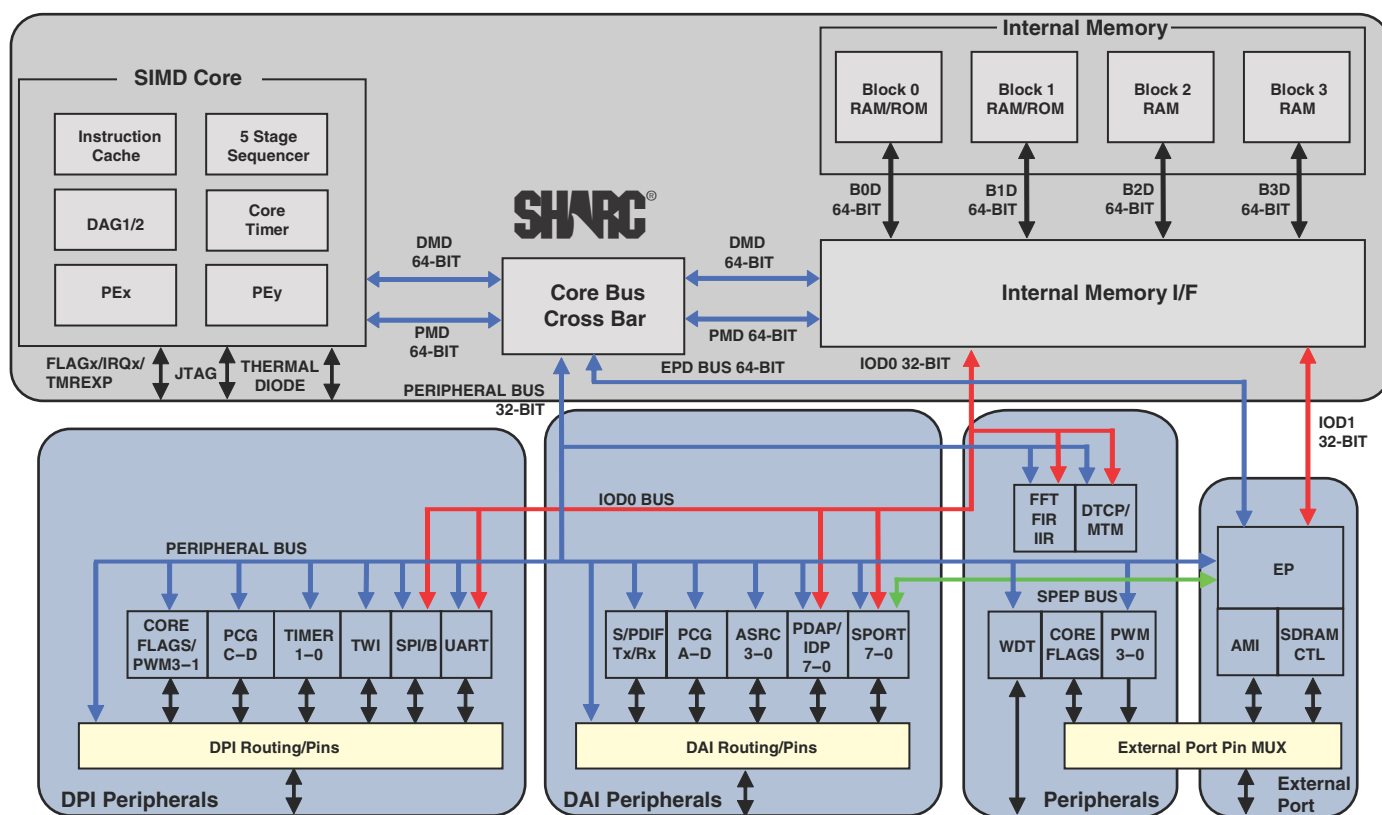 Internal Memory
SIMD Core
Block 0
RAM/ROM
Block 1
RAM/ROM
Block 2
RAM
Block 3
RAM
Instruction
Cache
5 Stage
Sequencer
DAG1/2
Core
Timer
PEx
PEy
SHARC®
B0D
64-BIT
B1D
64-BIT
B2D
64-BIT
B3D
64-BIT
DMD
64-BIT
DMD
64-BIT
Core Bus
Cross Bar
Internal Memory I/F
PMD
64-BIT
PMD 64-BIT
FLAGx/IRQx/
TMREXP
JTAG
THERMAL
DIODE
EPD BUS 64-BIT
IOD0 32-BIT
PERIPHERAL BUS
32-BIT
IOD1
32-BIT
FFT
FIR
IIR
DTCP/
MTM
IOD0 BUS
PERIPHERAL BUS
EP
SPEP BUS
CORE
FLAGS/
PWM3–1
PCG
C–D
TIMER
1–0
TWI
SPI/B
UART
S/PDIF
Tx/Rx
PCG
A–D
ASRC
3–0
PDAP/
IDP
7–0
SPORT
7–0
WDT
CORE
FLAGS
PWM
3–0
AMI
SDRAM
CTL
DPI Routing/Pins
DAI Routing/Pins
External Port Pin MUX
DPI Peripherals
DAI Peripherals
Peripherals
External
Port